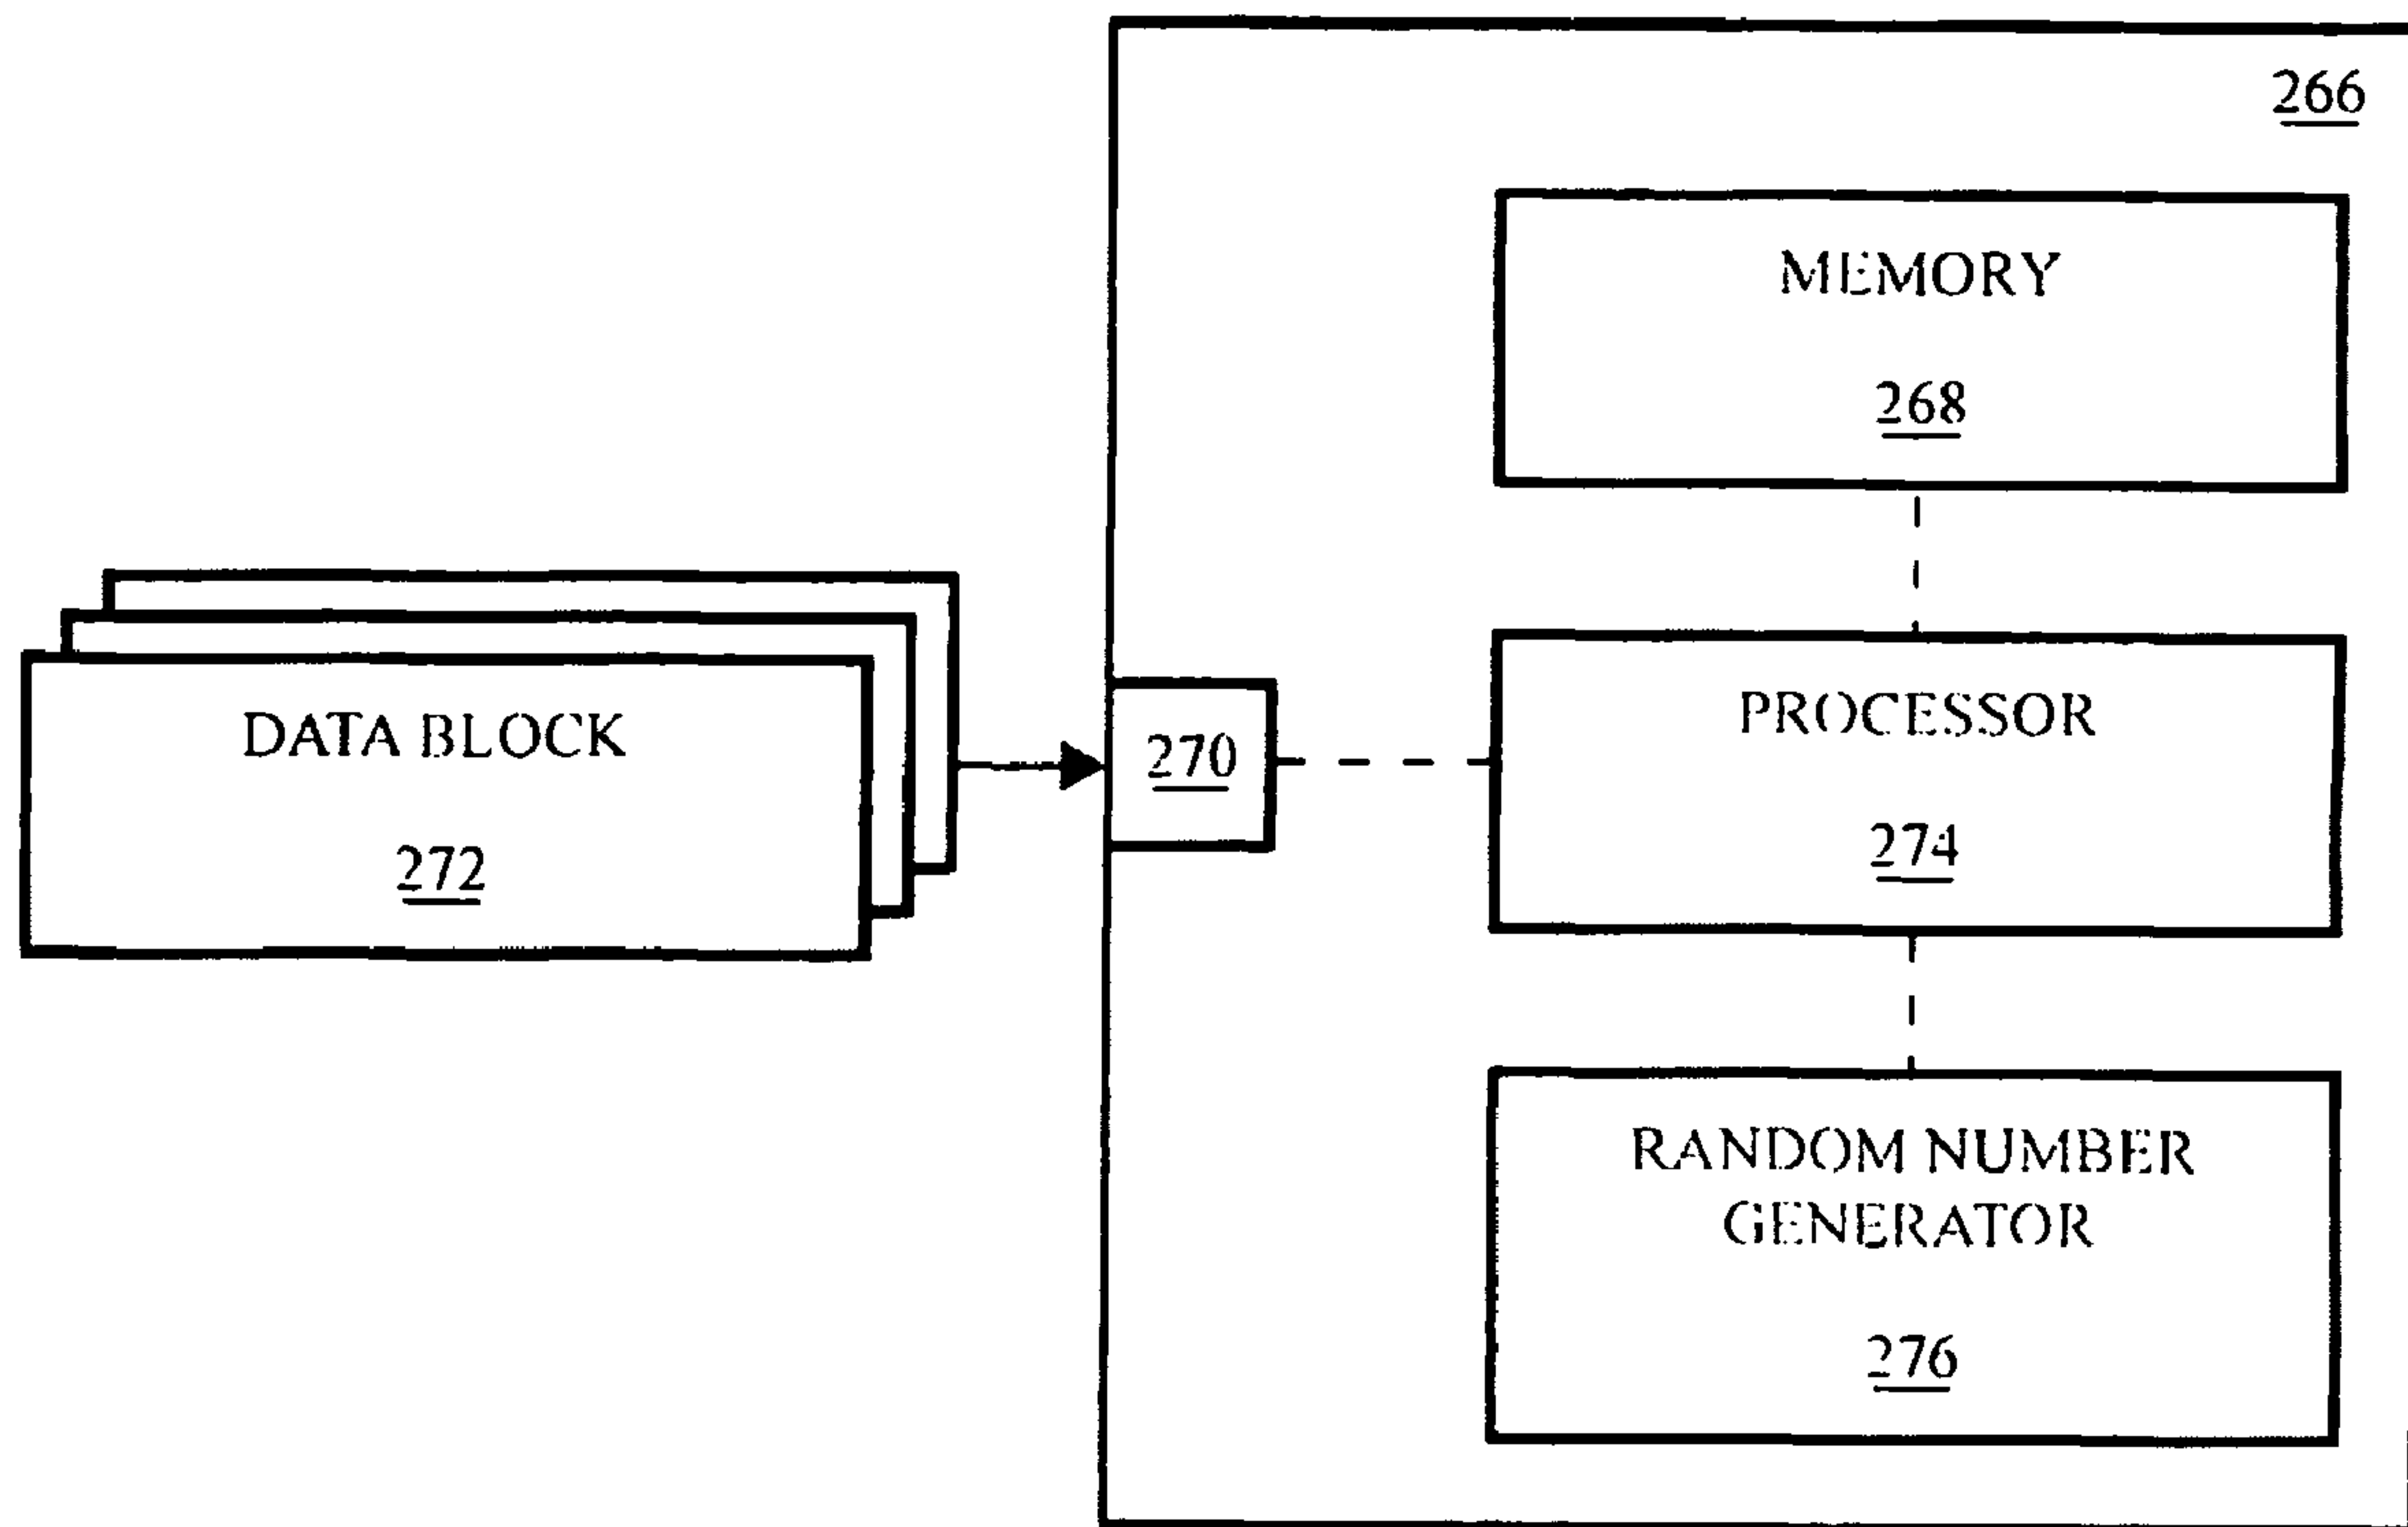 266
MEMORY
268
DATA BLOCK
272
270
PROCESSOR
274
RANDOM NUMBER
GENERATOR
276